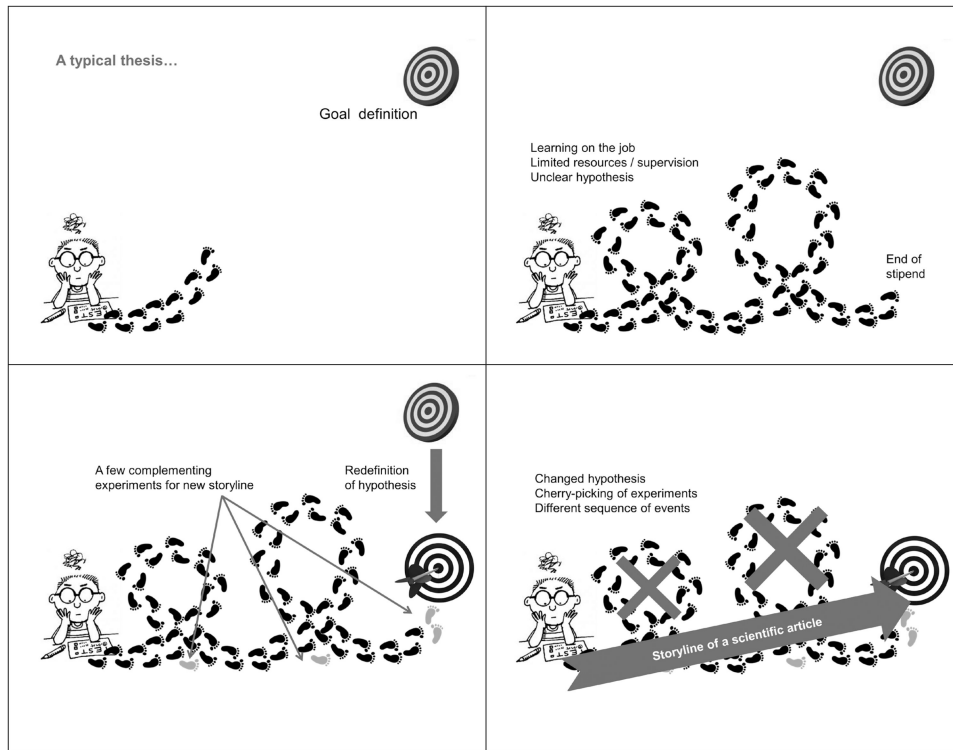 A typical thesis...
Goal definition
Learning on the job
Limited resources / supervision
Unclear hypothesis
End of
stipend
A few complementing
experiments for new storyline
Redefinition
of hypothesis
Changed hypothesis
Cherry-picking of experiments
Different sequence of events
Storyline of a scientific article